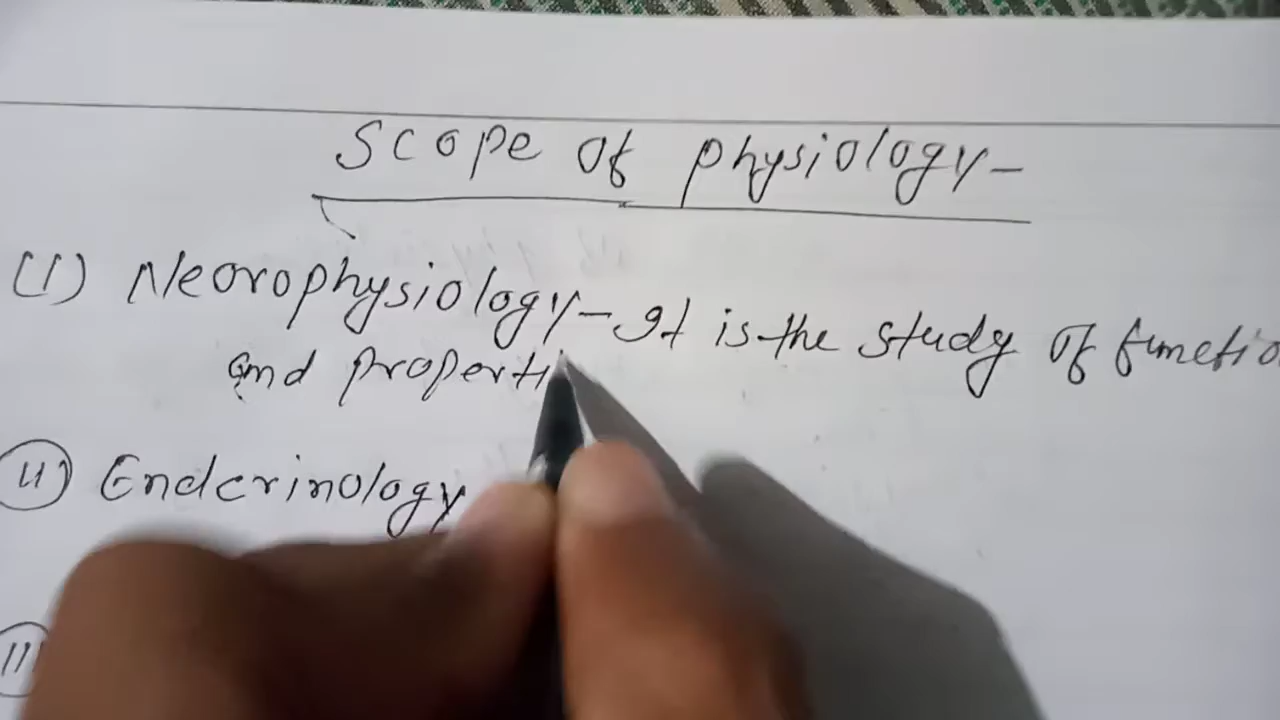 Scope of physiology-
(I) Neorophysiology-It is the study of functio
and properti
(II) Endcrinology